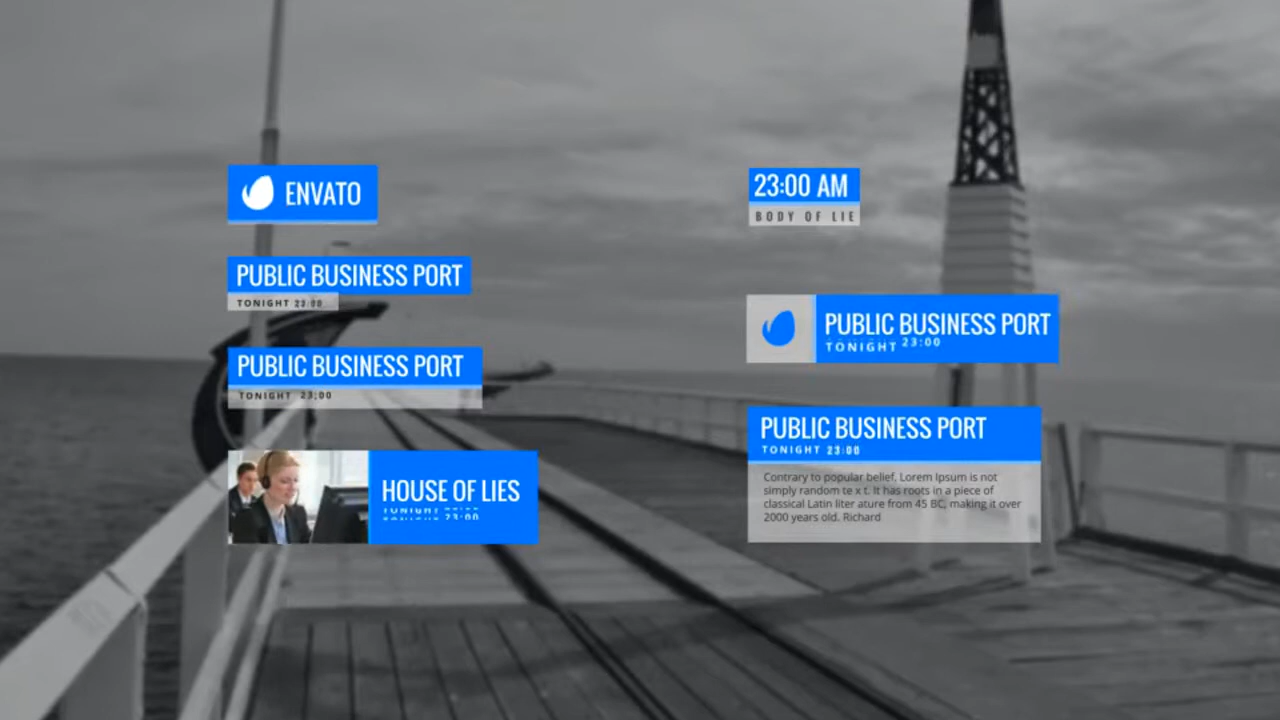 ENVATO
PUBLIC BUSINESS PORT
TONIGHT 23:00
PUBLIC BUSINESS PORT
TONIGHT 23:00
HOUSE OF LIES
TONIGHT 23:00
23:00 AM
BODY OF LIE
PUBLIC BUSINESS PORT
TONIGHT 23:00
PUBLIC BUSINESS PORT
TONIGHT 23:00
Contrary to popular belief, Lorem Ipsum is not
simply random te x t. It has roots in a piece of
classical Latin liter ature from 45 BC, making it over
2000 years old. Richard